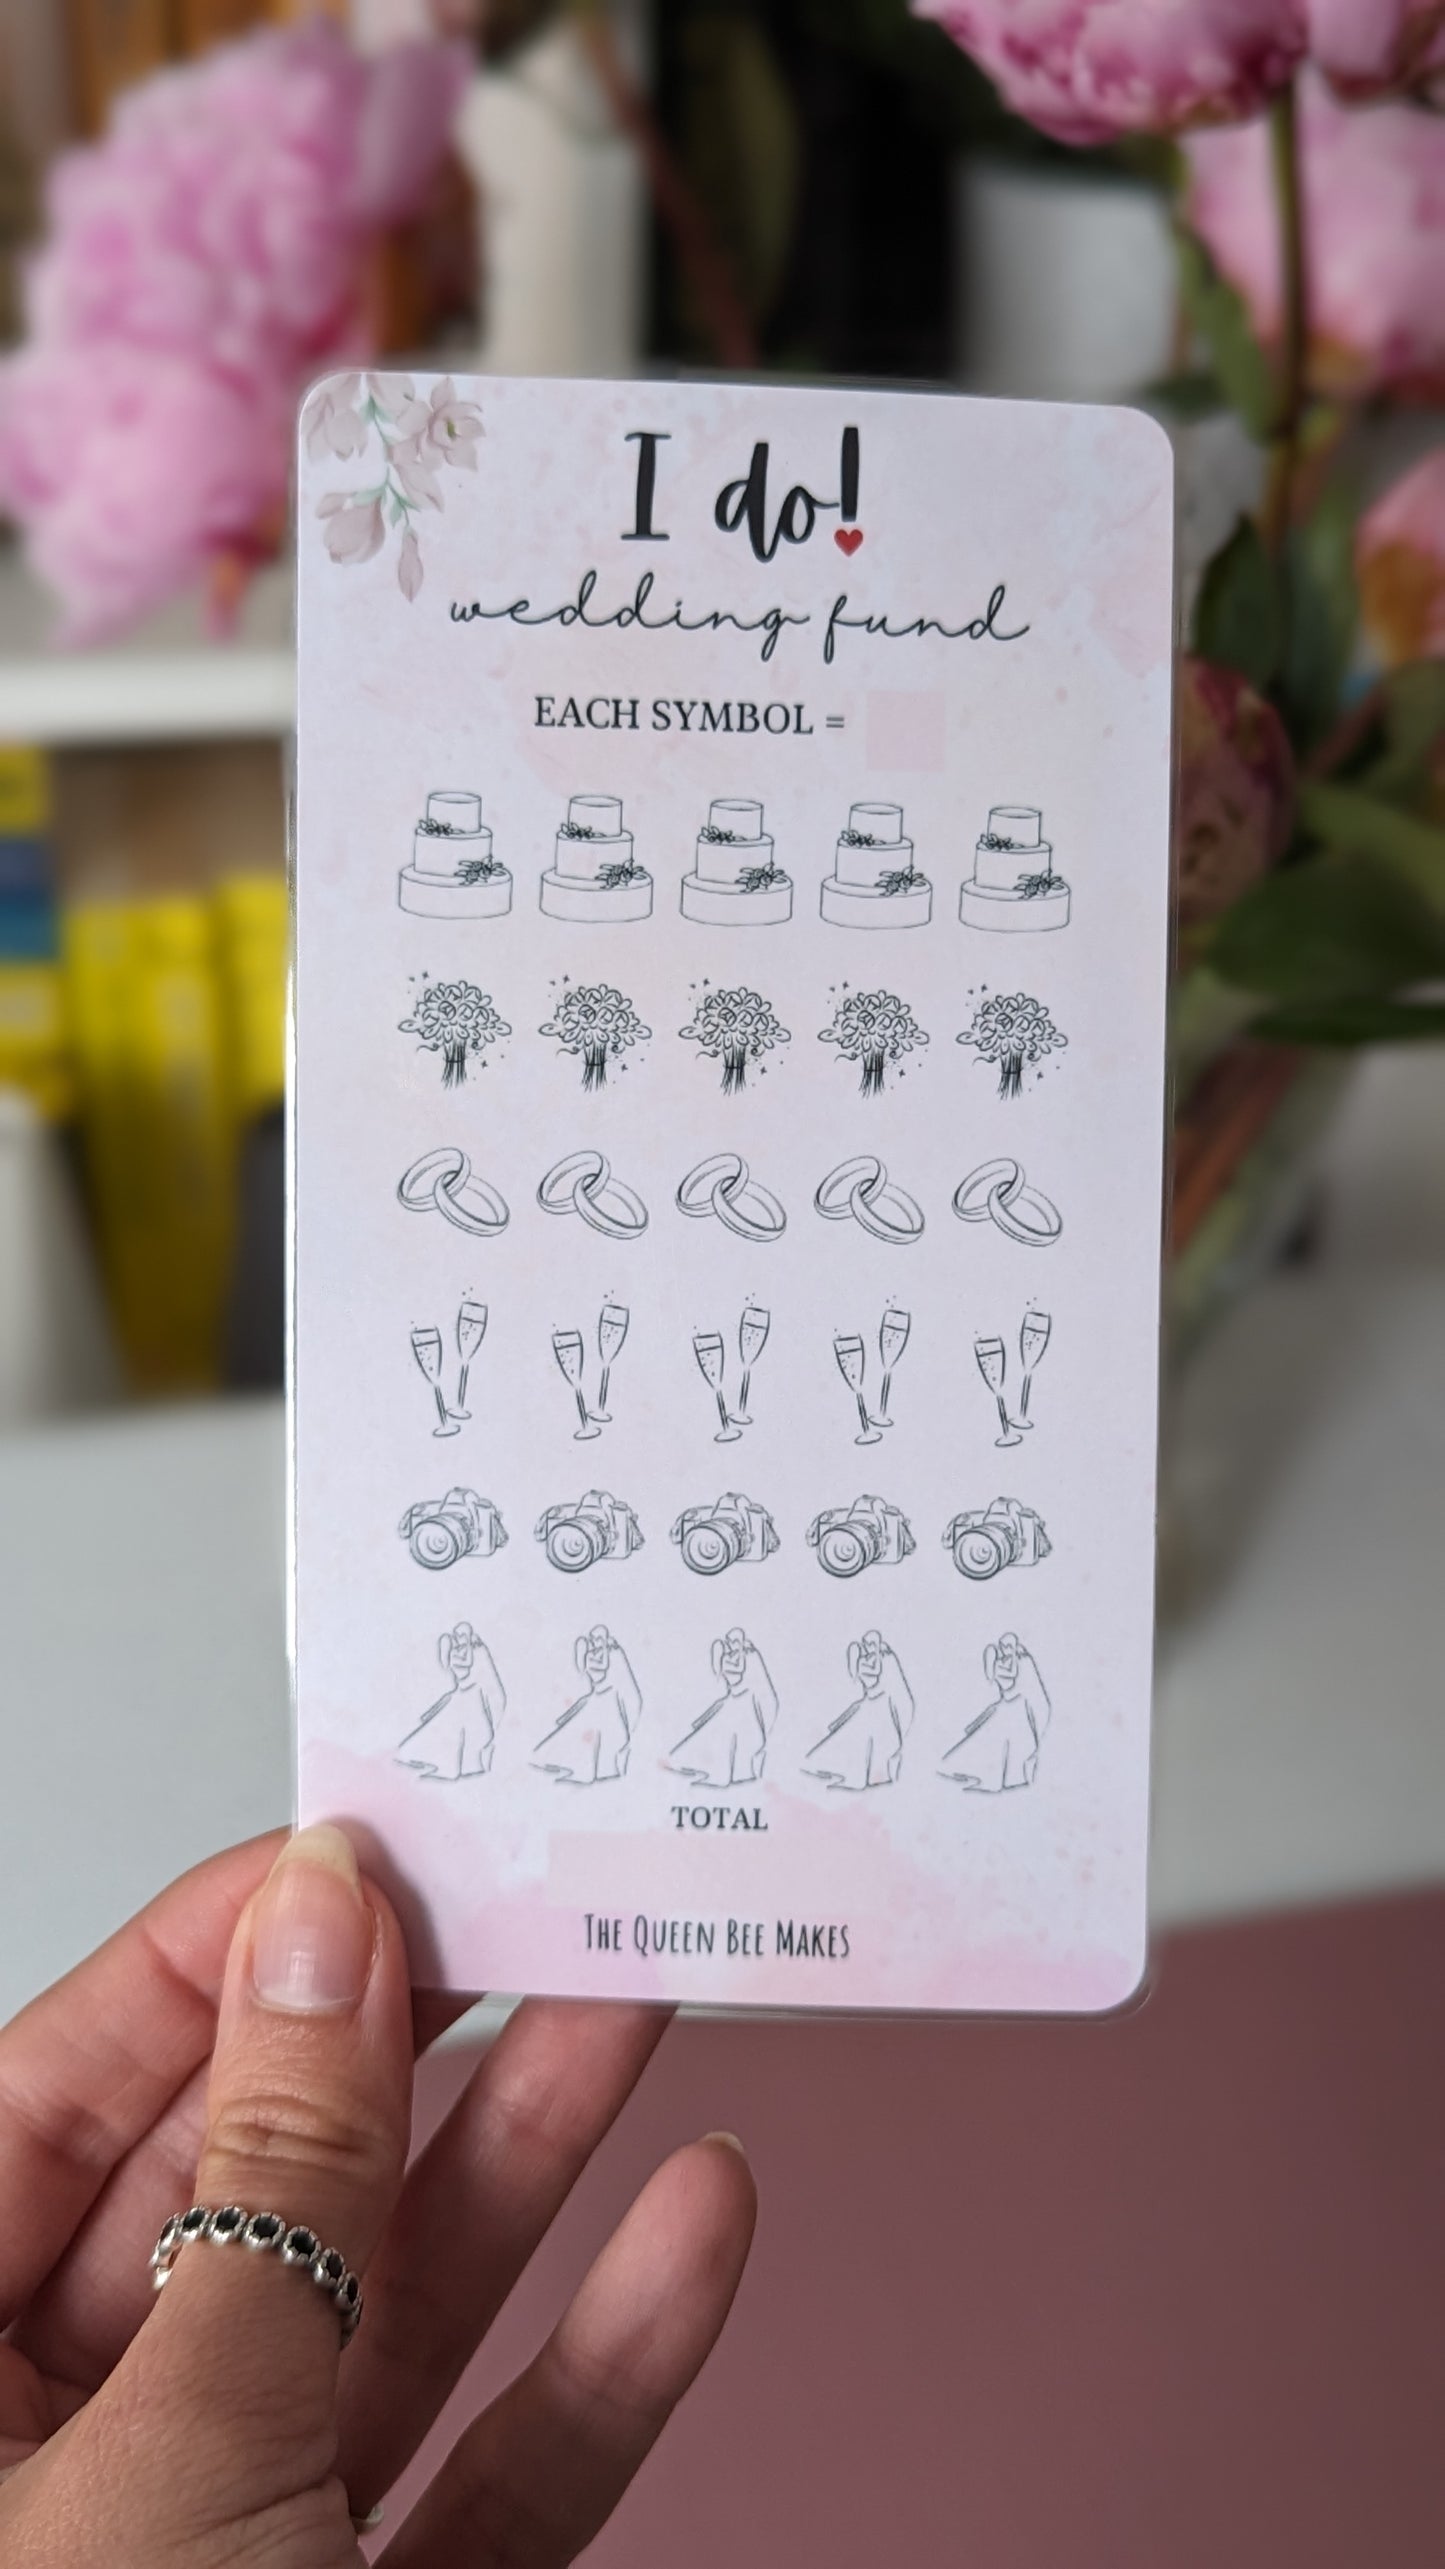 I do!
wedding fund
EACH SYMBOL =
TOTAL
THE QUEEN BEE MAKES